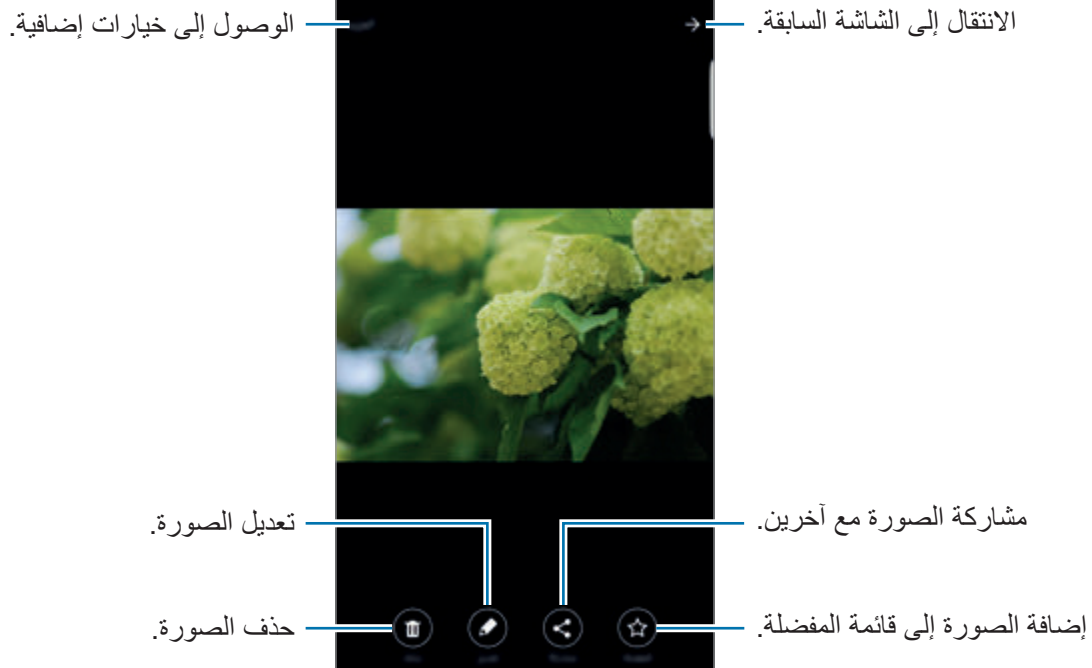 الانتقال إلى الشاشة السابقة.
الوصول إلى خيارات إضافية.
مشاركة الصورة مع آخرين.
تعديل الصورة.
إضافة الصورة إلى قائمة المفضلة.
حذف الصورة.